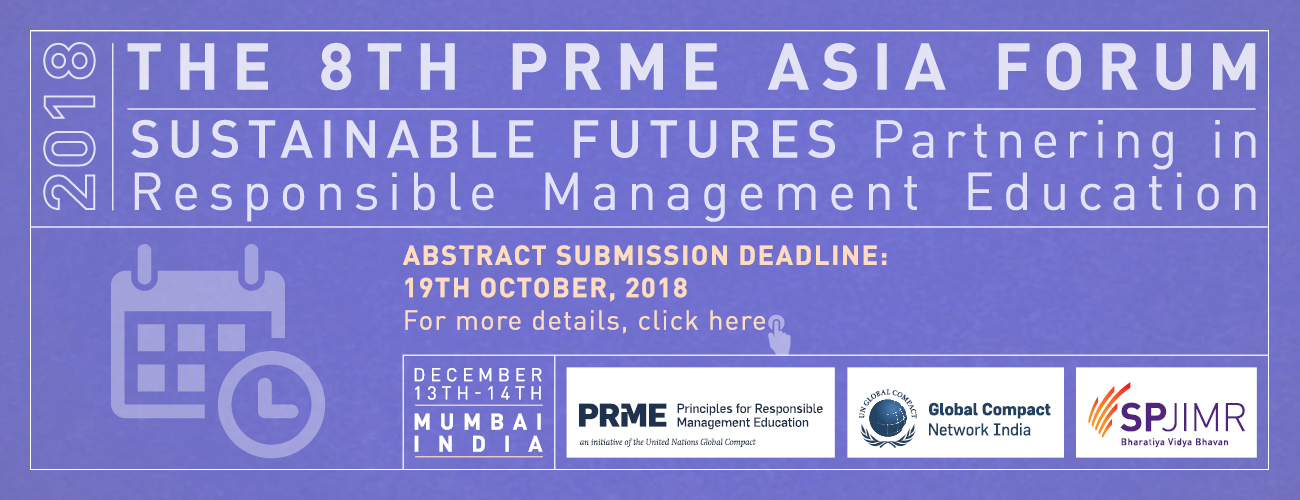 2018
THE 8TH PRME ASIA FORUM
SUSTAINABLE FUTURES Partnering in
Responsible Management Education
ABSTRACT SUBMISSION DEADLINE:
19TH OCTOBER, 2018
For more details, click here
DECEMBER
13TH-14TH
MUMBAI
INDIA
PRME
Principles for Responsible
Management Education
an initiative of the United Nations Global Compact
UN GLOBAL COMPACT
Global Compact
Network India
SPJIMR
Bharatiya Vidya Bhavan